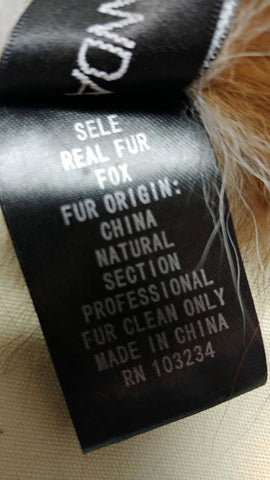 SELE
REAL FUR
FOX
FUR ORIGIN:
CHINA
NATURAL
SECTION
PROFESSIONAL
FUR CLEAN ONLY
MADE IN CHINA
RN 103234